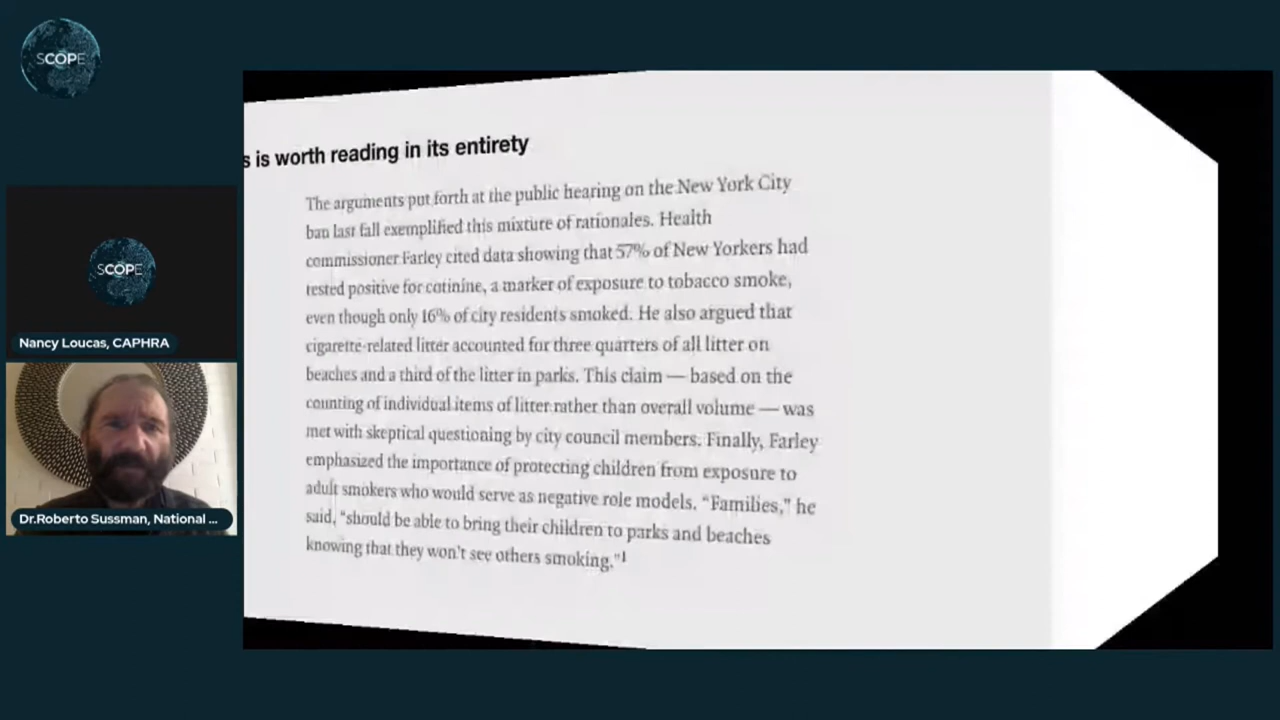 SCOPE
s is worth reading in its entirety
The arguments put forth at the public hearing on the New York City
ban last fall exemplified this mixture of rationales. Health
commissioner Farley cited data showing that 57% of New Yorkers had
tested positive for cotinine, a marker of exposure to tobacco smoke,
even though only 16% of city residents smoked. He also argued that
cigarette-related litter accounted for three quarters of all litter on
beaches and a third of the litter in parks. This claim — based on the
counting of individual items of litter rather than overall volume — was
met with skeptical questioning by city council members. Finally, Farley
emphasized the importance of protecting children from exposure to
adult smokers who would serve as negative role models. “Families,” he
said, “should be able to bring their children to parks and beaches
knowing that they won’t see others smoking.”1
SCOPE
Nancy Loucas, CAPHRA
Dr.Roberto Sussman, National ...